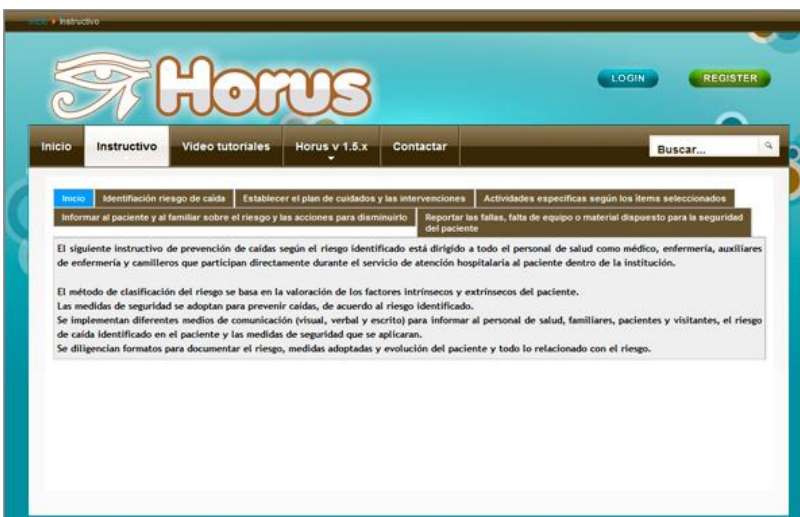 Inicio Instructivo
Horus
LOGIN REGISTER
Inicio Instructivo Video tutoriales Horus v 1.5.x Contactar Buscar...
Inicio Identifiación riesgo de caída Establecer el plan de cuidados y las intervenciones Actividades especificas según los ítems seleccionados
Informar al paciente y al familiar sobre el riesgo y las acciones para disminuirlo Reportar las fallas, falta de equipo o material dispuesto para la seguridad
del paciente
El siguiente instructivo de prevención de caídas según el riesgo identificado está dirigido a todo el personal de salud como médico, enfermería, auxiliares
de enfermería y camilleros que participan directamente durante el servicio de atención hospitalaria al paciente dentro de la institución.
El método de clasificación del riesgo se basa en la valoración de los factores intrínsecos y extrínsecos del paciente.
Las medidas de seguridad se adoptan para prevenir caídas, de acuerdo al riesgo identificado.
Se implementan diferentes medios de comunicación (visual, verbal y escrito) para informar al personal de salud, familiares, pacientes y visitantes, el riesgo
de caída identificado en el paciente y las medidas de seguridad que se aplicaran.
Se diligencian formatos para documentar el riesgo, medidas adoptadas y evolución del paciente y todo lo relacionado con el riesgo.